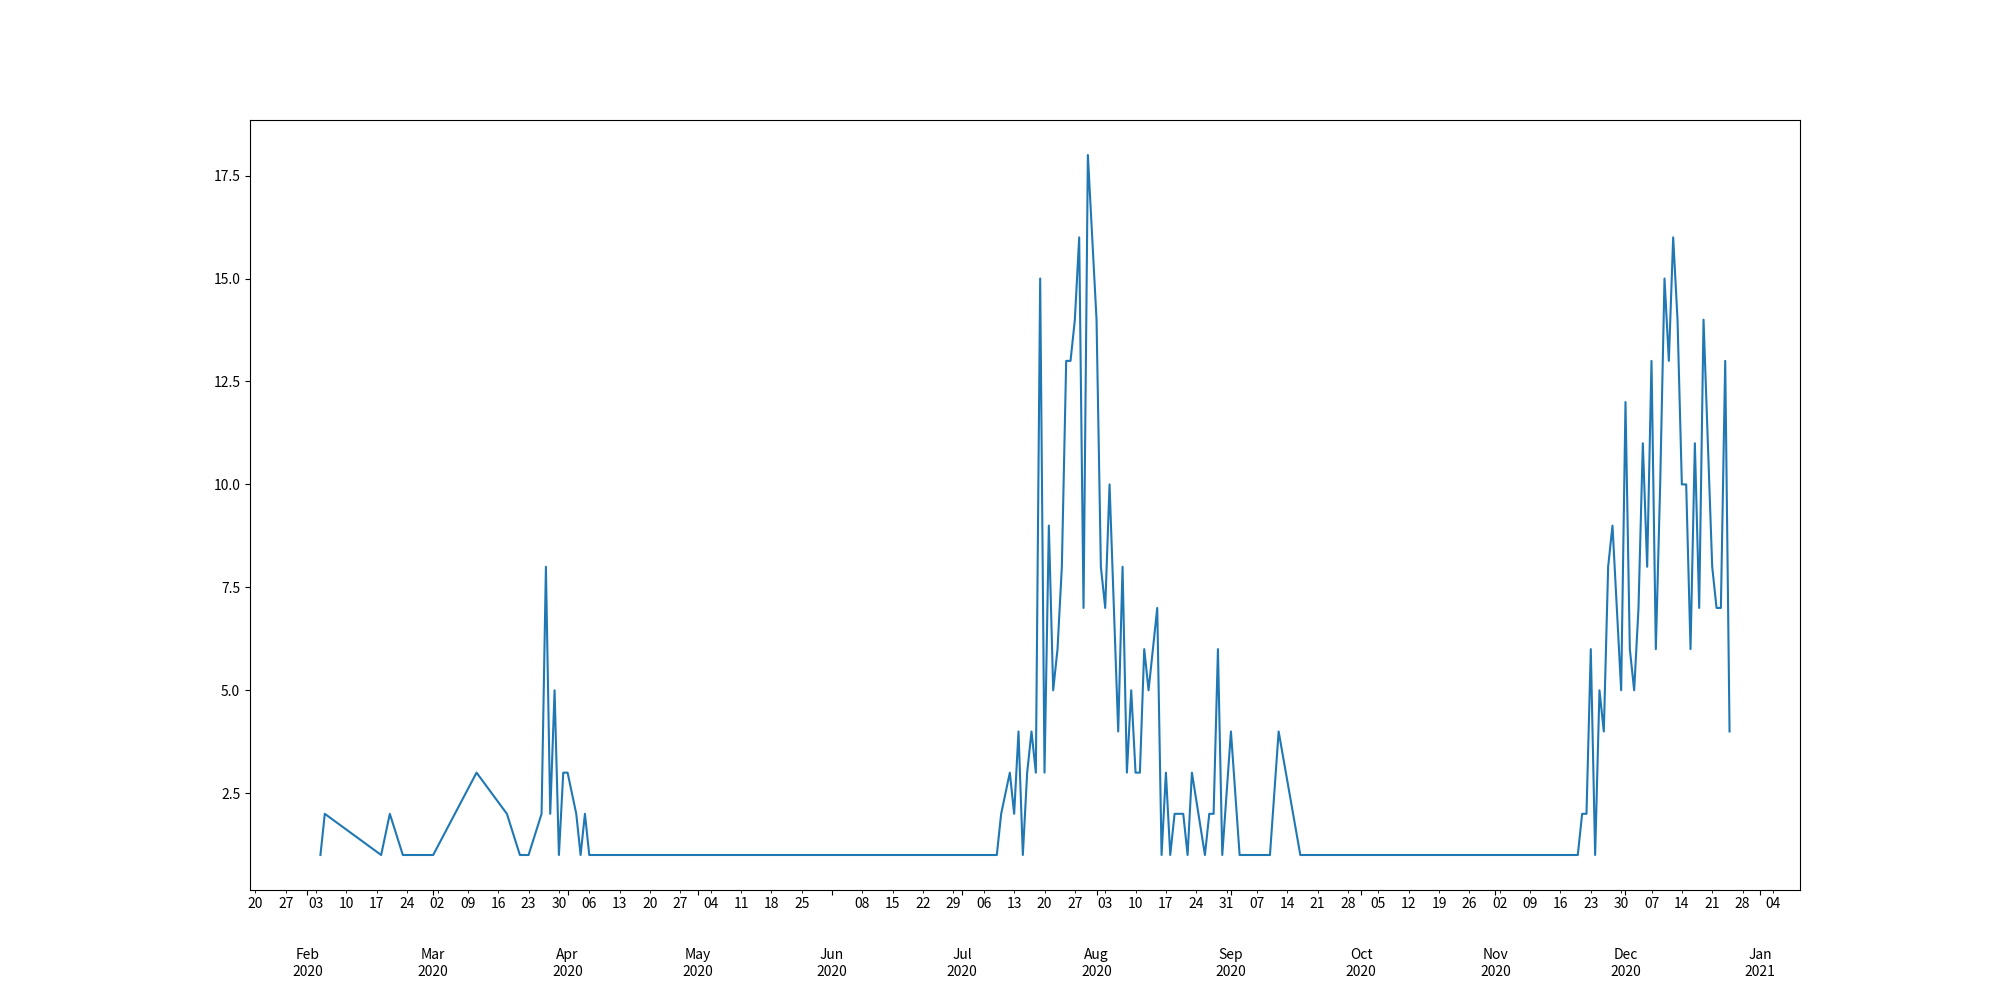 17.5
15.0
12.5
10.0
7.5
5.0
2.5
20 27 03 10 17 24 02 09 16 23 30 06 13 20 27 04 11 18 25 08 15 22 29 06 13 20 27 03 10 17 24 31 07 14 21 28 05 12 19 26 02 09 16 23 30 07 14 21 28 04
Feb Mar Apr May Jun Jul Aug Sep Oct Nov Dec Jan
2020 2020 2020 2020 2020 2020 2020 2020 2020 2020 2020 2021